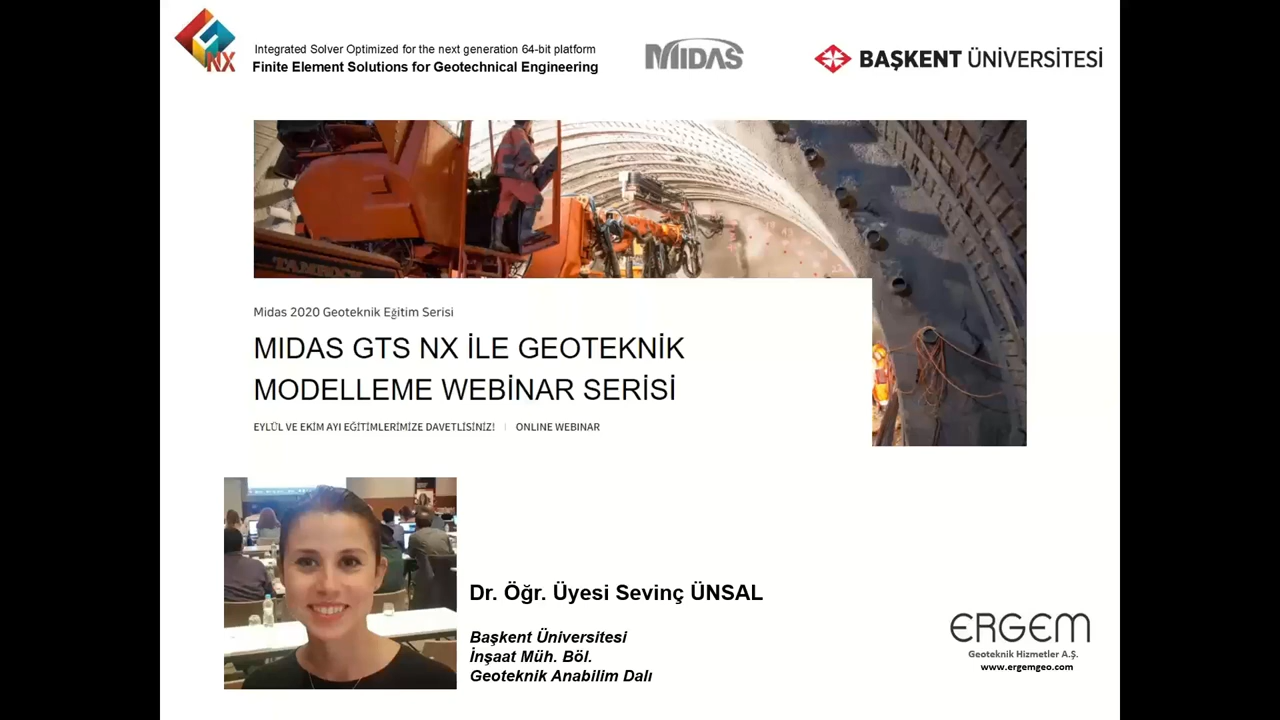 NX
Integrated Solver Optimized for the next generation 64-bit platform
Finite Element Solutions for Geotechnical Engineering
MIDAS
BAŞKENT ÜNİVERSİTESİ
TAMROCK
Midas 2020 Geoteknik Eğitim Serisi
MIDAS GTS NX İLE GEOTEKNİK
MODELLEME WEBİNAR SERİSİ
EYLÜL VE EKİM AYI EĞİTİMLERİMİZE DAVETLİSİNİZ! | ONLINE WEBINAR
Dr. Öğr. Üyesi Sevinç ÜNSAL
Başkent Üniversitesi
İnşaat Müh. Böl.
Geoteknik Anabilim Dalı
ERGEM
Geoteknik Hizmetler A.Ş.
www.ergemgeo.com